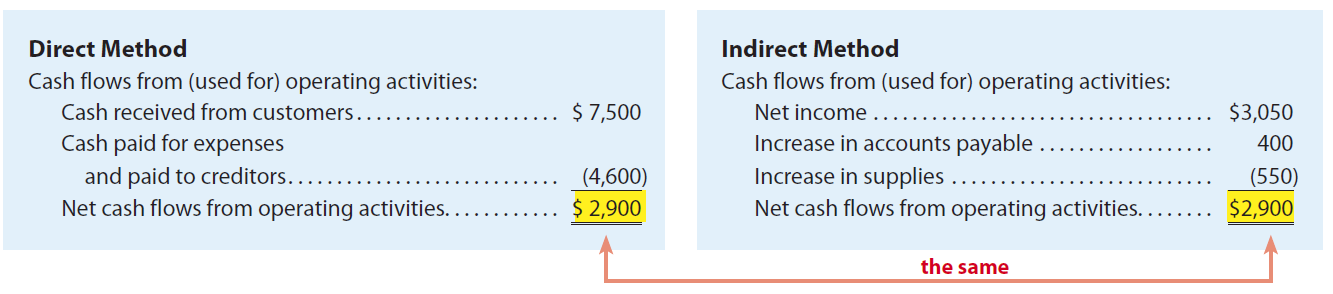 Direct Method
Cash flows from (used for) operating activities:
Cash received from customers..................... $ 7,500
Cash paid for expenses
and paid to creditors............................ (4,600)
Net cash flows from operating activities............ $ 2,900
Indirect Method
Cash flows from (used for) operating activities:
Net income ................................... $3,050
Increase in accounts payable .................. 400
Increase in supplies ........................... (550)
Net cash flows from operating activities........ $2,900
the same